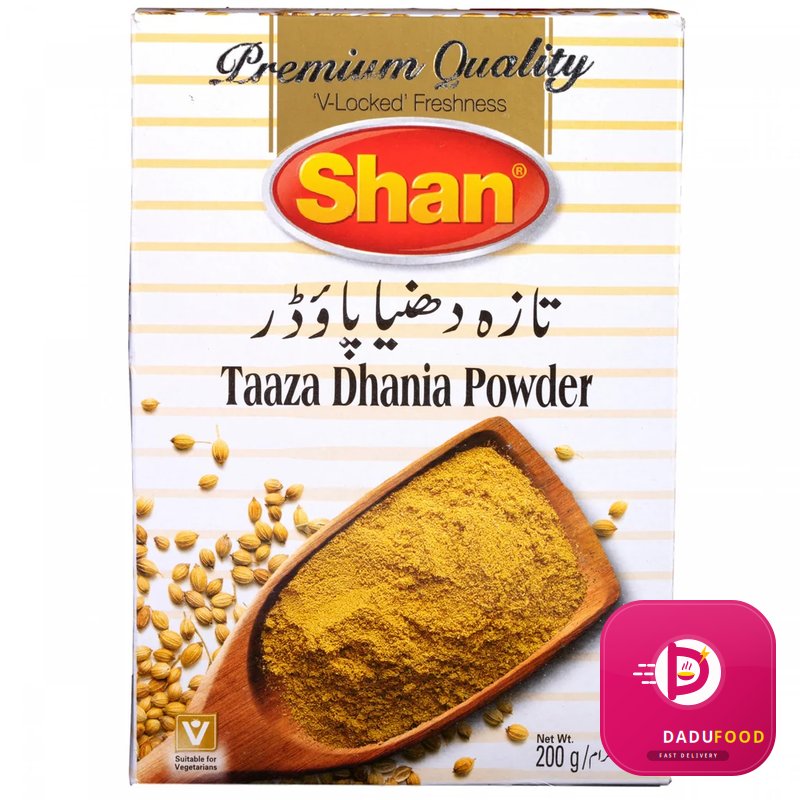 Premium Quality
'V-Locked' Freshness
Shan®
تازہ دھنیا پاؤڈر
Taaza Dhania Powder
V
Suitable for
Vegetarians
Net Wt.
200 g/
DADUFOOD
FAST DELIVERY